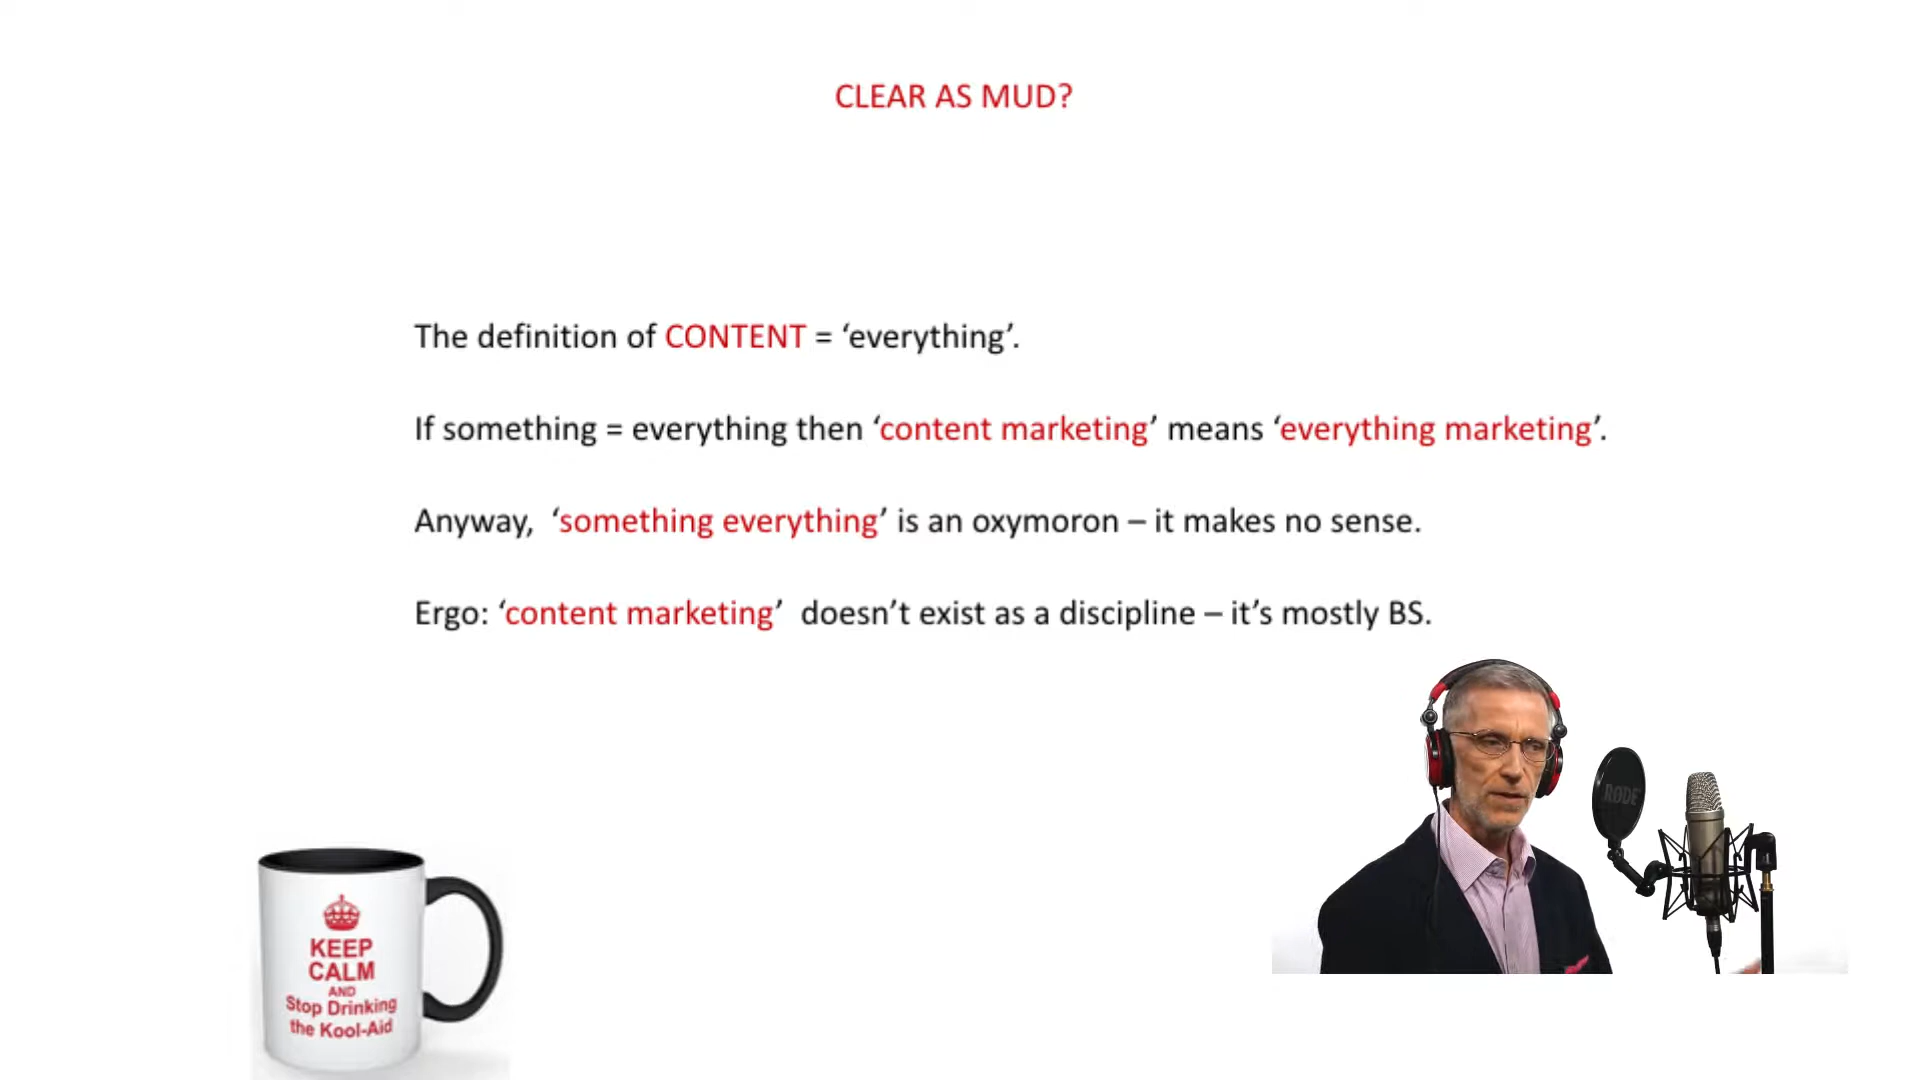 CLEAR AS MUD?
The definition of CONTENT = ‘everything’.
If something = everything then ‘content marketing’ means ‘everything marketing’.
Anyway,  ‘something everything’ is an oxymoron – it makes no sense.
Ergo: ‘content marketing’  doesn’t exist as a discipline – it’s mostly BS.
RØDE
KEEP
CALM
AND
Stop Drinking
the Kool-Aid